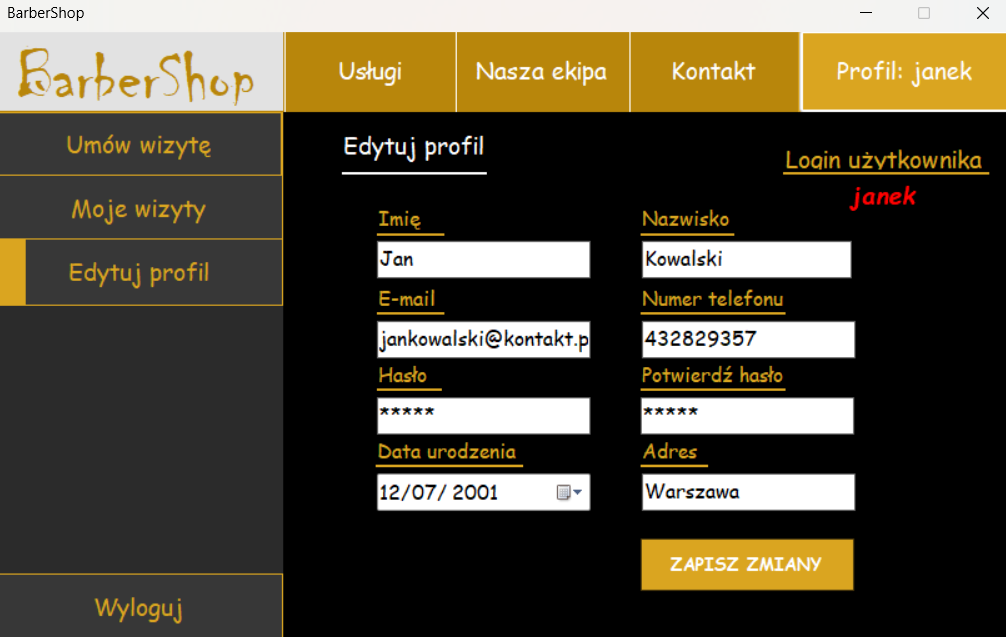 BarberShop
BarberShop
Usługi
Nasza ekipa
Kontakt
Profil: janek
Umów wizytę
Moje wizyty
Edytuj profil
Wyloguj
Edytuj profil
Login użytkownika
janek
Imię
Nazwisko
Jan
Kowalski
E-mail
Numer telefonu
jankowalski@kontakt.p
432829357
Hasło
Potwierdź hasło
*****
*****
Data urodzenia
Adres
12/07/ 2001
Warszawa
ZAPISZ ZMIANY